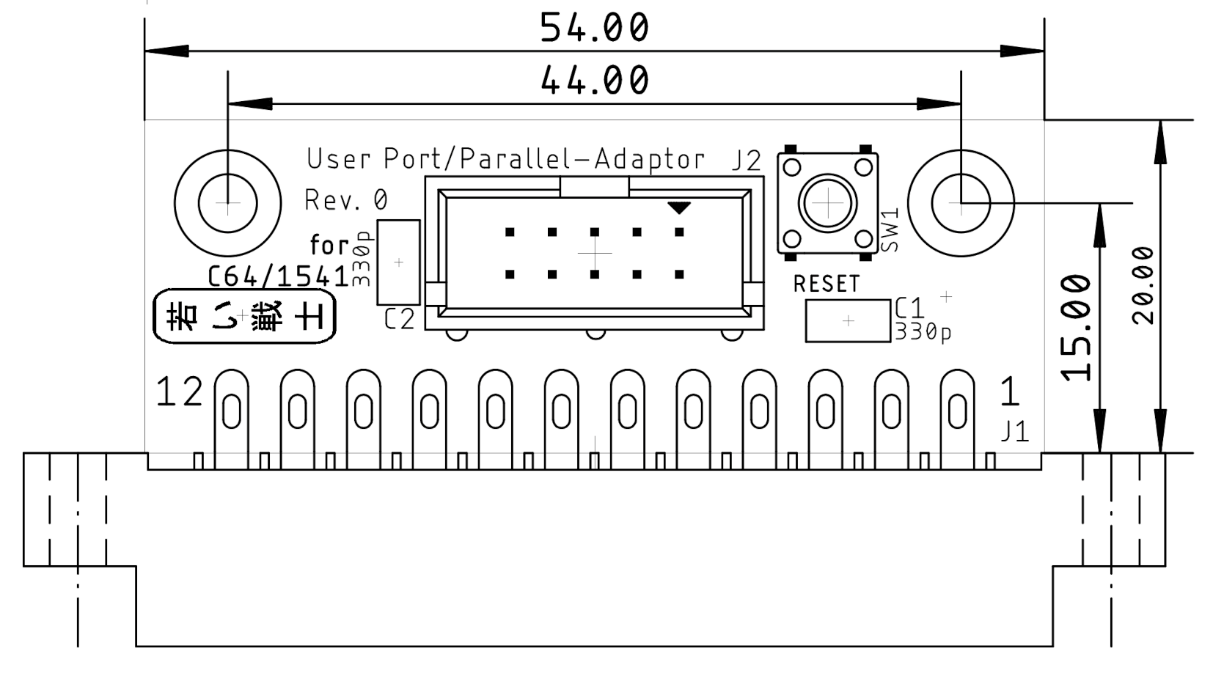 54.00
44.00
User Port/Parallel-Adaptor
J2
Rev. 0
for
C64/1541
330p
C2
若い戦士
SW1
RESET
C1
330p
15.00
20.00
12
1
J1